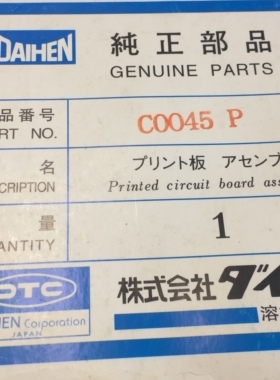 DAIHEN
純正部品
GENUINE PARTS
品番号
RT NO.
COO45 P
名
プリント板 アセンブ
CRIPTION
Printed circuit board ass
量
1
ANTITY
OTC
株式会社ダイ
HEN Corporation
JAPAN
溶